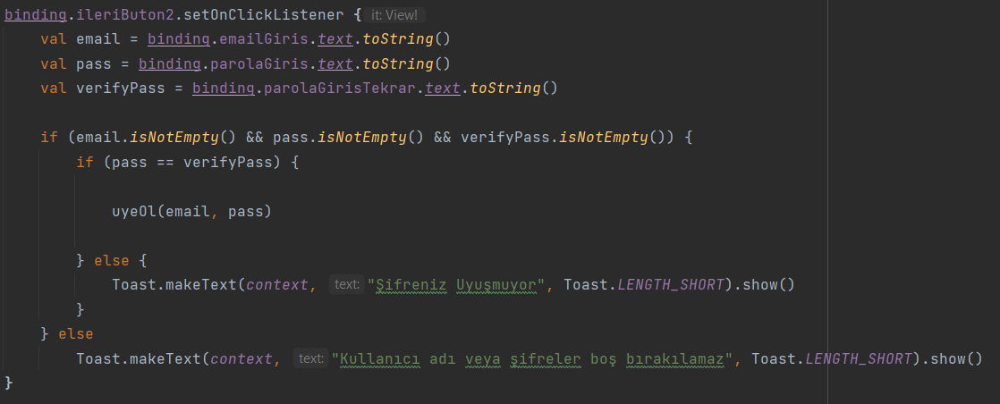 binding.ileriButon2.setOnClickListener { it: View!
    val email = binding.emailGiris.text.toString()
    val pass = binding.parolaGiris.text.toString()
    val verifyPass = binding.parolaGirisTekrar.text.toString()

    if (email.isNotEmpty() && pass.isNotEmpty() && verifyPass.isNotEmpty()) {
        if (pass == verifyPass) {

            uyeOl(email, pass)

        } else {
            Toast.makeText(context, text: "Şifreniz Uyuşmuyor", Toast.LENGTH_SHORT).show()
        }
    } else
        Toast.makeText(context, text: "Kullanıcı adı veya şifreler boş bırakılamaz", Toast.LENGTH_SHORT).show()
}